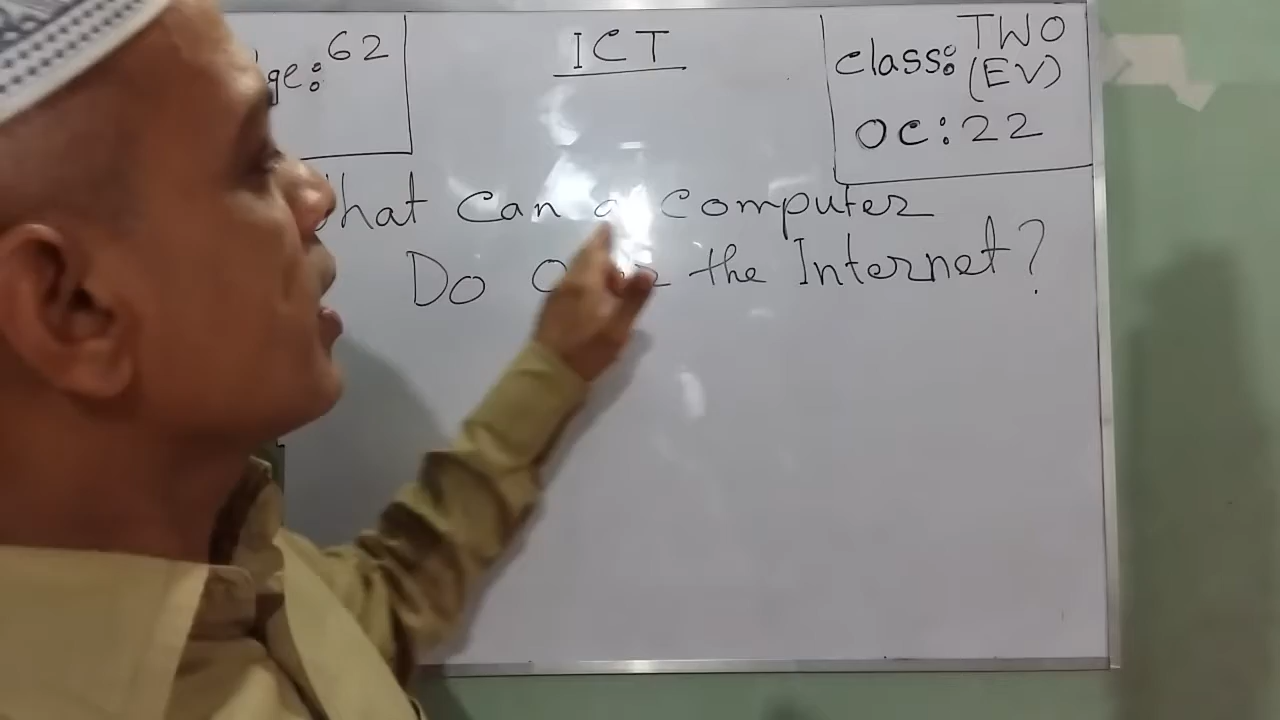 ge: 62
ICT
class: TWO
(EV)
OC: 22
hat can a computer
Do the Internet?